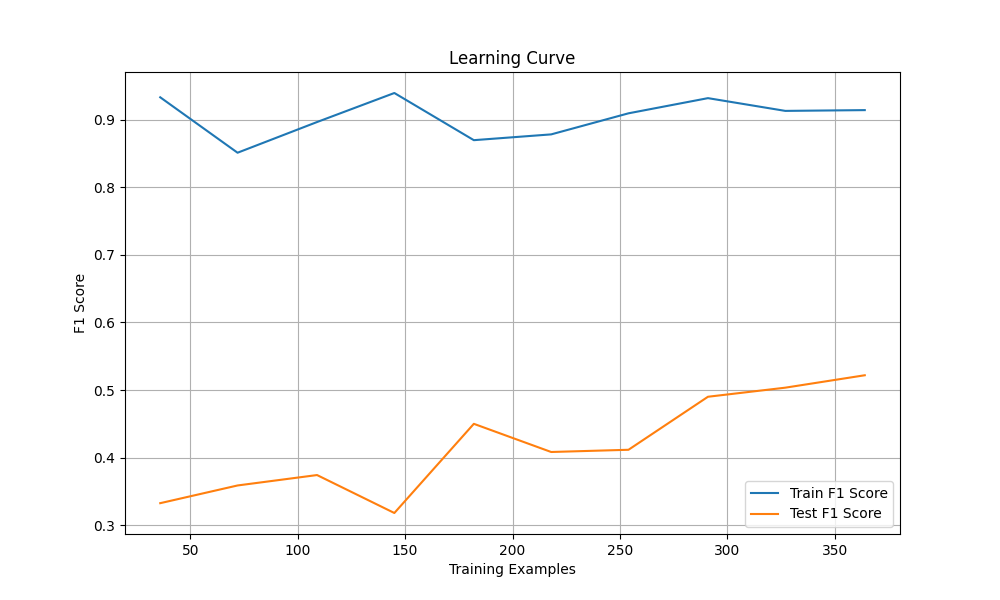 Learning Curve
F1 Score
0.9
0.8
0.7
0.6
0.5
0.4
0.3
Train F1 Score
Test F1 Score
50 100 150 200 250 300 350
Training Examples